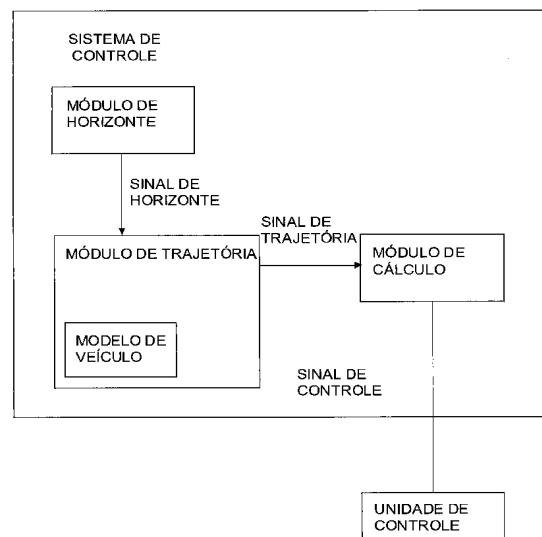 SISTEMA DE
CONTROLE
MÓDULO DE
HORIZONTE
SINAL DE
HORIZONTE
SINAL DE
TRAJETÓRIA
MÓDULO DE TRAJETÓRIA
MÓDULO DE
CÁLCULO
MODELO DE
VEÍCULO
SINAL DE
CONTROLE
UNIDADE DE
CONTROLE